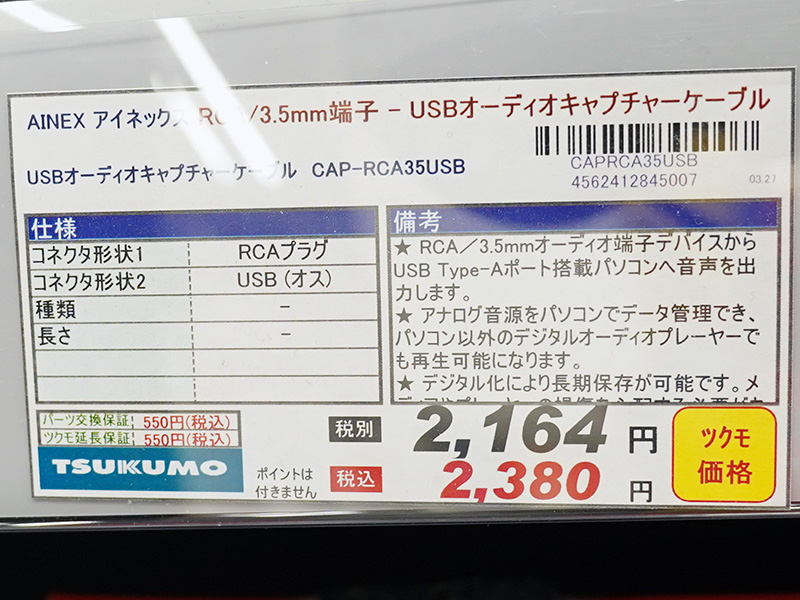 AINEX アイネックス RCA／3.5mm端子 − USBオーディオキャプチャーケーブル
USBオーディオキャプチャーケーブル CAP-RCA35USB
CAPRCA35USB
4562412845007
03.27
仕様
コネクタ形状1 RCAプラグ
コネクタ形状2 USB (オス)
種類 −
長さ −
備考
★ RCA／3.5mmオーディオ端子デバイスから
USB Type-Aポート搭載パソコンへ音声を出
力します。
★ アナログ音源をパソコンでデータ管理でき、
パソコン以外のデジタルオーディオプレーヤーで
も再生可能になります。
★ デジタル化により長期保存が可能です。メ
パーツ交換保証 550円(税込)
ツクモ延長保証 550円(税込)
TSUKUMO
ポイントは
付きません
税別 2,164 円
税込 2,380 円
ツクモ
価格